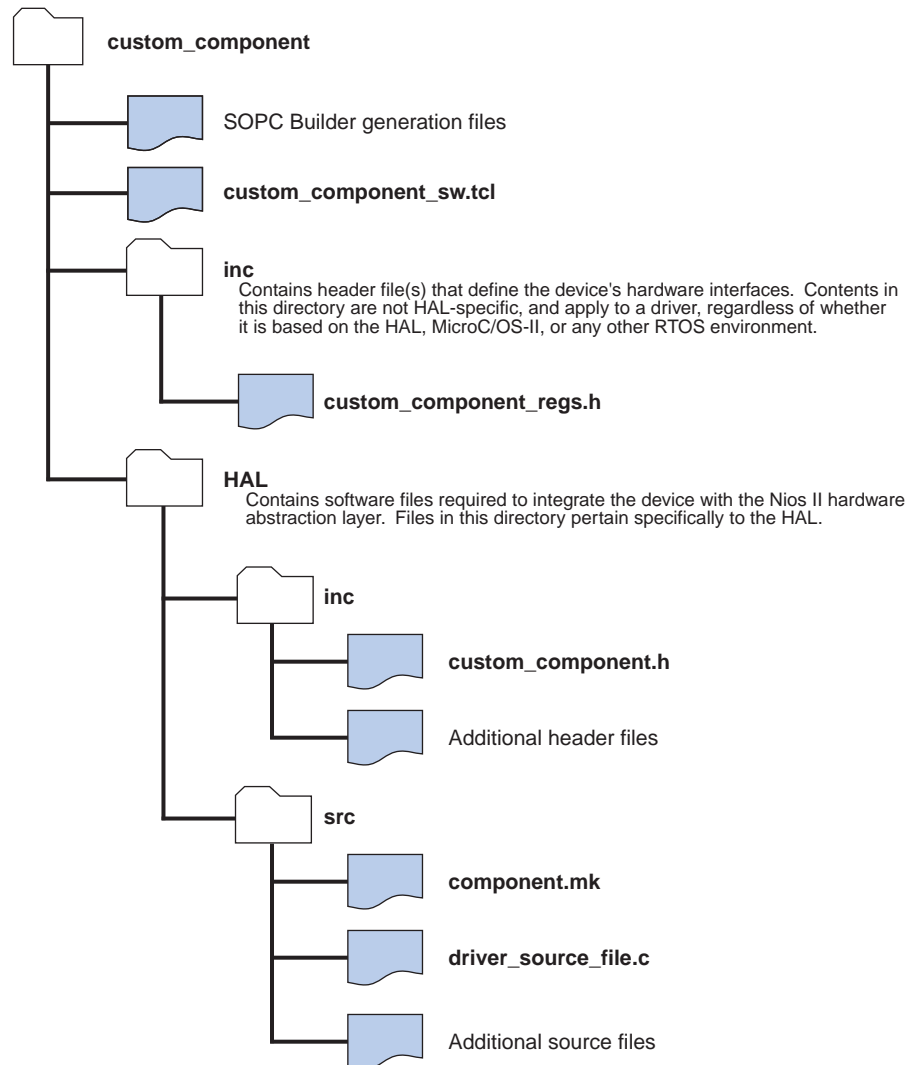 custom_component
SOPC Builder generation files
custom_component_sw.tcl
inc
Contains header file(s) that define the device's hardware interfaces.  Contents in
this directory are not HAL-specific, and apply to a driver, regardless of whether
it is based on the HAL, MicroC/OS-II, or any other RTOS environment.
custom_component_regs.h
HAL
Contains software files required to integrate the device with the Nios II hardware
abstraction layer.  Files in this directory pertain specifically to the HAL.
inc
custom_component.h
Additional header files
src
component.mk
driver_source_file.c
Additional source files